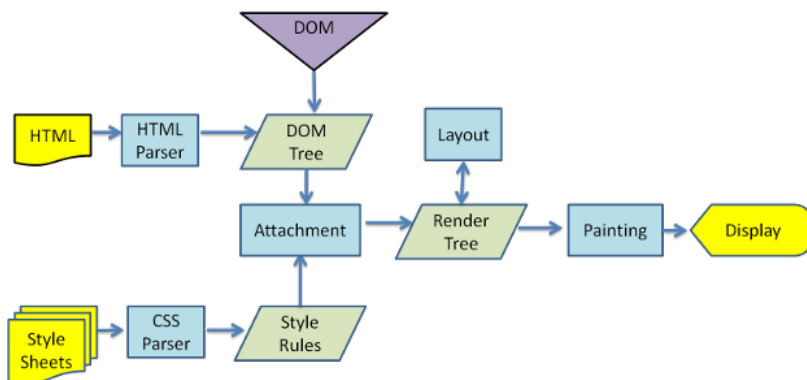 DOM
HTML
HTML
Parser
DOM
Tree
Layout
Attachment
Render
Tree
Painting
Display
Style
Sheets
CSS
Parser
Style
Rules